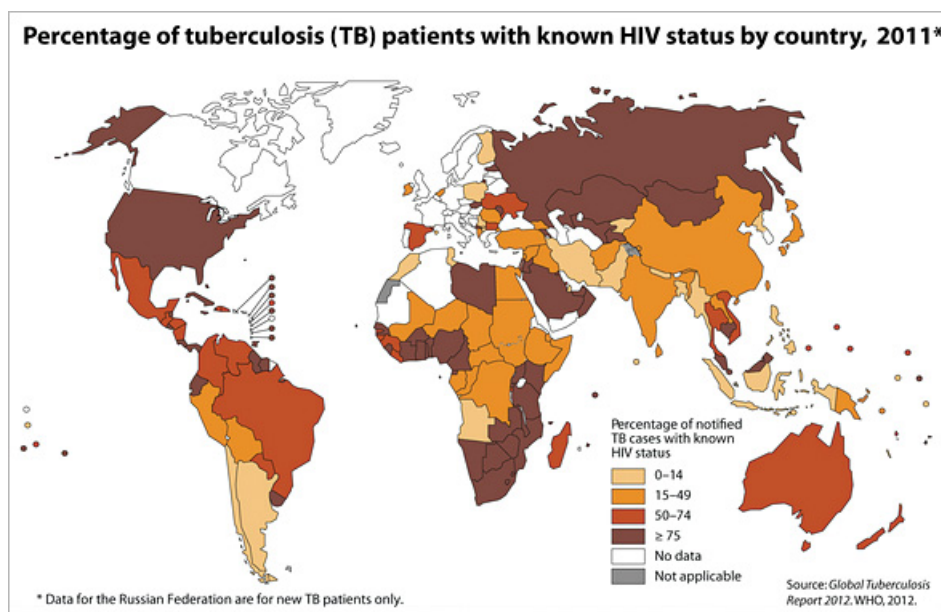 Percentage of tuberculosis (TB) patients with known HIV status by country, 2011*
Percentage of notified
TB cases with known
HIV status
0–14
15–49
50–74
≥ 75
No data
Not applicable
* Data for the Russian Federation are for new TB patients only.
Source: Global Tuberculosis
Report 2012. WHO, 2012.